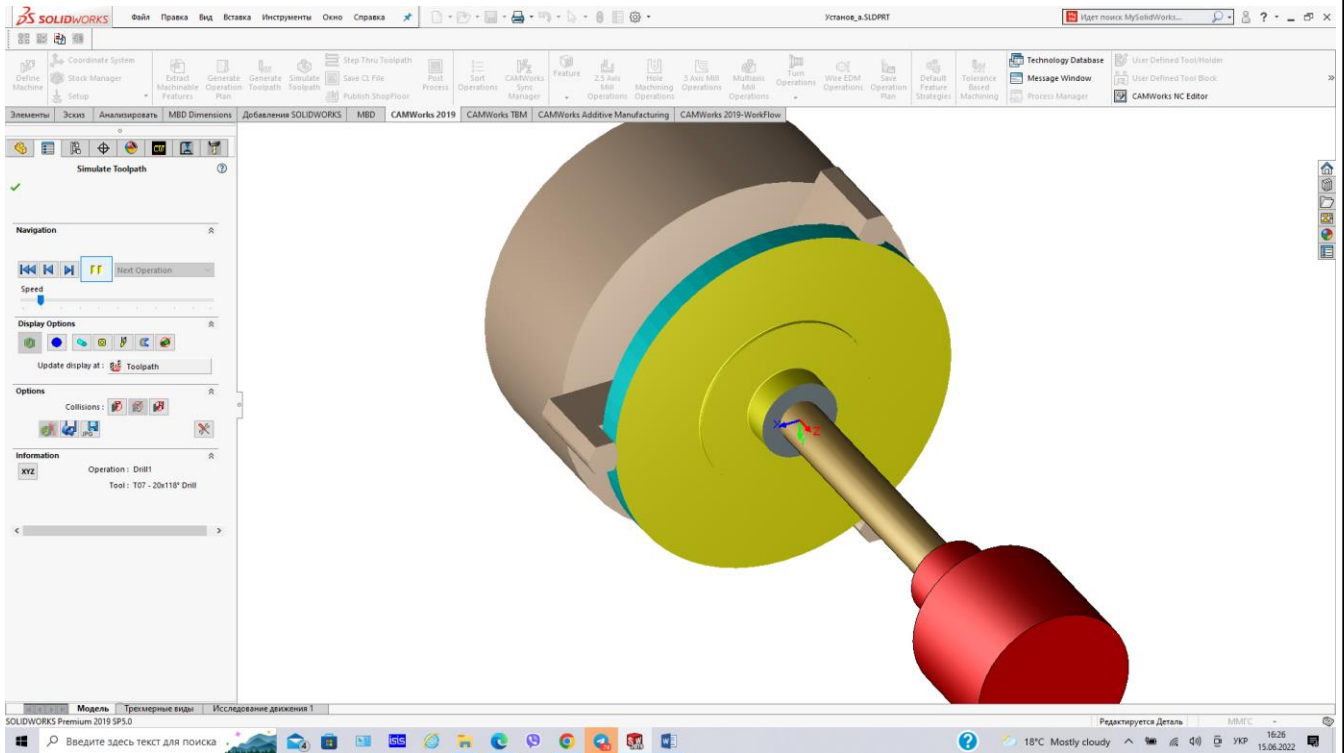 SOLIDWORKS Файл Правка Вид Вставка Инструменты Окно Справка Установ_a.SLDPRT Идет поиск MySolidWorks...
Define Machine
Coordinate System
Stock Manager
Setup
Extract Machinable Features
Generate Operation Plan
Generate Toolpath
Simulate Toolpath
Step Thru Toolpath
Save CL File
Publish ShopFloor
Post Process
Sort Operations
CAMWorks Sync Manager
Feature
2.5 Axis Mill Operations
Hole Machining Operations
3 Axis Mill Operations
Multiaxis Mill Operations
Turn Operations
Wire EDM Operations
Save Operation Plan
Default Feature Strategies
Tolerance Based Machining
Technology Database
Message Window
Process Manager
User Defined Tool/Holder
User Defined Tool Block:
CAMWorks NC Editor
Элементы Эскиз Анализировать MBD Dimensions Добавления SOLIDWORKS MBD CAMWorks 2019 CAMWorks TBM CAMWorks Additive Manufacturing CAMWorks 2019-WorkFlow
Simulate Toolpath
Navigation
Next Operation
Speed
Display Options
Update display at : Toolpath
Options
Collisions :
JPG
Information
XYZ Operation : Drill1
Tool : T07 - 20x118° Drill
X Z
Модель Трехмерные виды Исследование движения 1
SOLIDWORKS Premium 2019 SP5.0 Редактируется Деталь ММГС -
Введите здесь текст для поиска 18°C Mostly cloudy УКР 16:26
15.06.2022